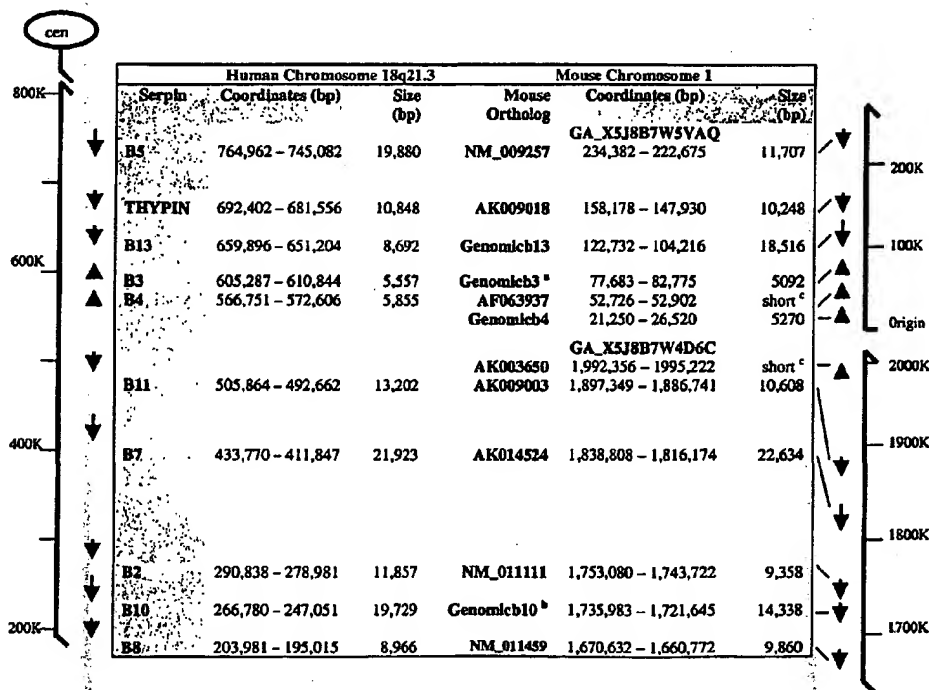 cen
Human Chromosome 18q21.3 Mouse Chromosome 1
Serpin Coordinates (bp) Size (bp) Mouse Ortholog Coordinates (bp) Size (bp)
GA_X5J8B7W5VAQ
B5 764,962 – 745,082 19,880 NM_009257 234,382 – 222,675 11,707
THYPIN 692,402 – 681,556 10,848 AK009018 158,178 – 147,930 10,248
B13 659,896 – 651,204 8,692 Genomicb13 122,732 – 104,216 18,516
B3 605,287 – 610,844 5,557 Genomicb3 a 77,683 – 82,775 5092
B4 566,751 – 572,606 5,855 AF063937 52,726 – 52,902 short c
Genomicb4 21,250 – 26,520 5270
GA_X5J8B7W4D6C
AK003650 1,992,356 – 1995,222 short c
B11 505,864 – 492,662 13,202 AK009003 1,897,349 – 1,886,741 10,608
B7 433,770 – 411,847 21,923 AK014524 1,838,808 – 1,816,174 22,634
B2 290,838 – 278,981 11,857 NM_011111 1,753,080 – 1,743,722 9,358
B10 266,780 – 247,051 19,729 Genomicb10 b 1,735,983 – 1,721,645 14,338
B8 203,981 – 195,015 8,966 NM_011459 1,670,632 – 1,660,772 9,860
800K
600K
400K
200K
200K
100K
Origin
2000K
1900K
1800K
1700K